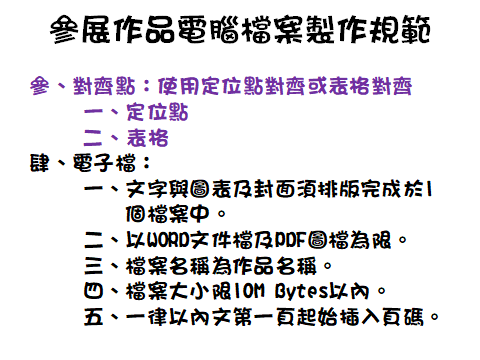 參展作品電腦檔案製作規範
參、對齊點：使用定位點對齊或表格對齊
一、定位點
二、表格
肆、電子檔：
一、文字與圖表及封面須排版完成於1
個檔案中。
二、以WORD文件檔及PDF圖檔為限。
三、檔案名稱為作品名稱。
四、檔案大小限10M Bytes以內。
五、一律以內文第一頁起始插入頁碼。